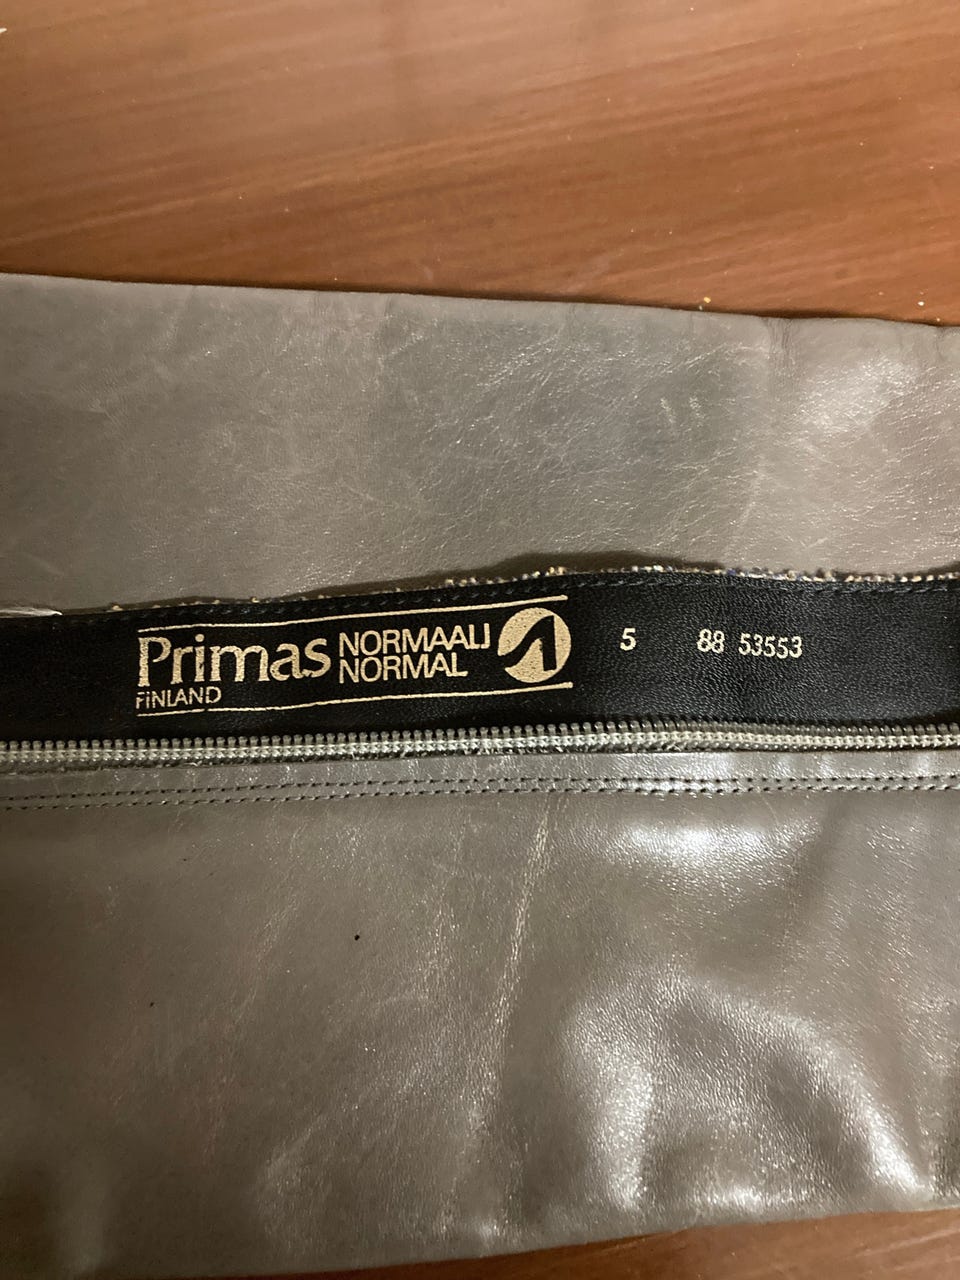 Primas NORMAALI
NORMAL
FINLAND
5 88 53553